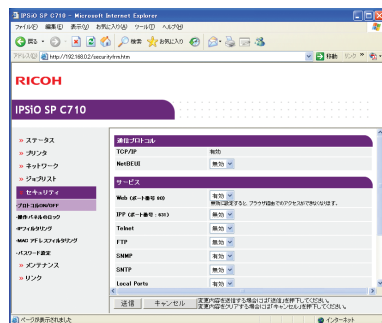 IPSiO SP C710 - Microsoft Internet Explorer
ファイル(F) 編集(E) 表示(V) お気に入り(A) ツール(T) ヘルプ(H)
戻る 検索 お気に入り
アドレス(D) http://192.168.0.2/securityfrm.htm 移動 リンク
RICOH
IPSiO SP C710
ステータス
プリンタ
ネットワーク
ジョブリスト
セキュリティ
プロトコルON/OFF
操作パネルのロック
IPフィルタリング
MAC アドレスフィルタリング
パスワード設定
メンテナンス
リンク
通信プロトコル
TCP/IP 有効
NetBEUI 無効
サービス
Web (ポート番号 80) 有効
無効に設定すると、ブラウザ経由でのアクセスができなくなります。
IPP (ポート番号 : 631) 無効
Telnet 無効
FTP 無効
SNMP 有効
SNTP 無効
Local Ports 有効
送信 キャンセル
変更内容を送信する場合には「送信」を押下してください。
変更内容をクリアする場合には「キャンセル」を押下してください。
ページが表示されました インターネット